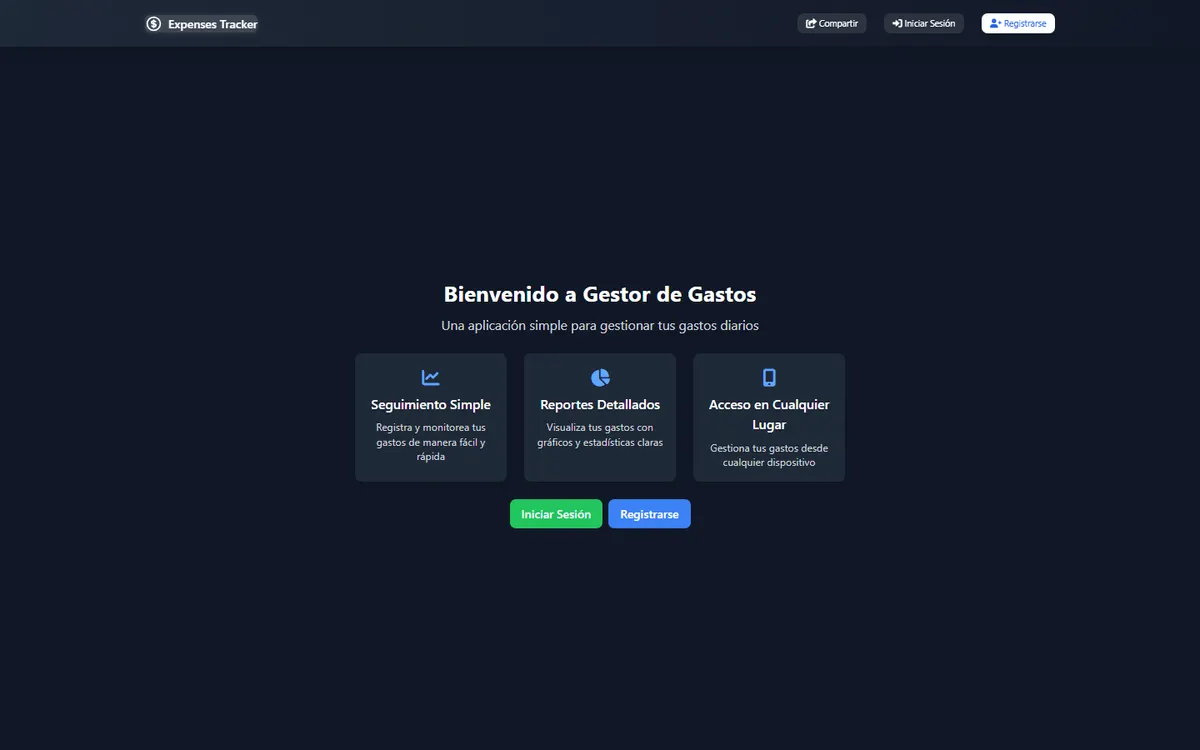 Expenses Tracker
Compartir
Iniciar Sesión
Registrarse
Bienvenido a Gestor de Gastos
Una aplicación simple para gestionar tus gastos diarios
Seguimiento Simple
Registra y monitorea tus
gastos de manera fácil y
rápida
Reportes Detallados
Visualiza tus gastos con
gráficos y estadísticas claras
Acceso en Cualquier
Lugar
Gestiona tus gastos desde
cualquier dispositivo
Iniciar Sesión
Registrarse